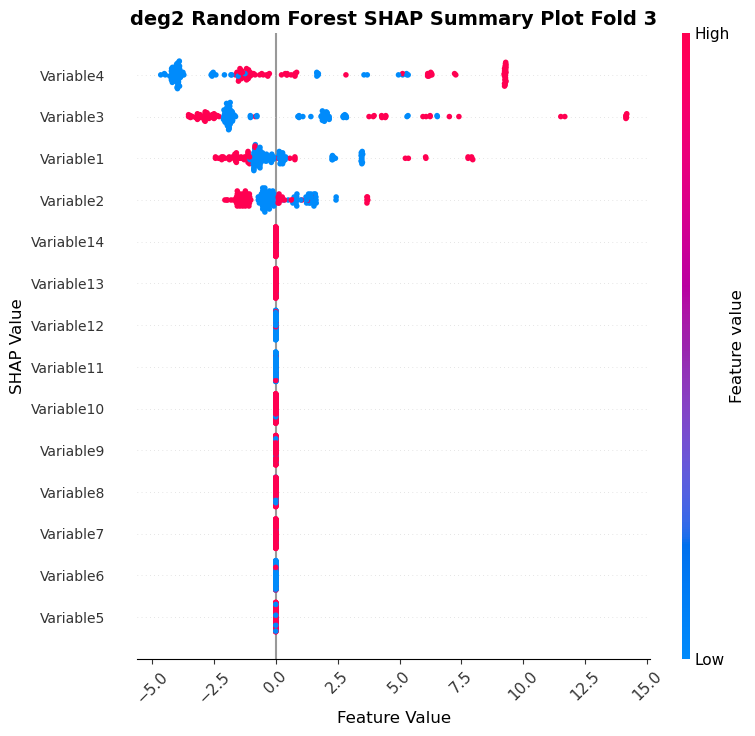 deg2 Random Forest SHAP Summary Plot Fold 3
High
Variable4
Variable3
Variable1
Variable2
Variable14
Variable13
Variable12
Variable11
Variable10
Variable9
Variable8
Variable7
Variable6
Variable5
SHAP Value
Feature value
Low
−5.0
−2.5
0.0
2.5
5.0
7.5
10.0
12.5
15.0
Feature Value